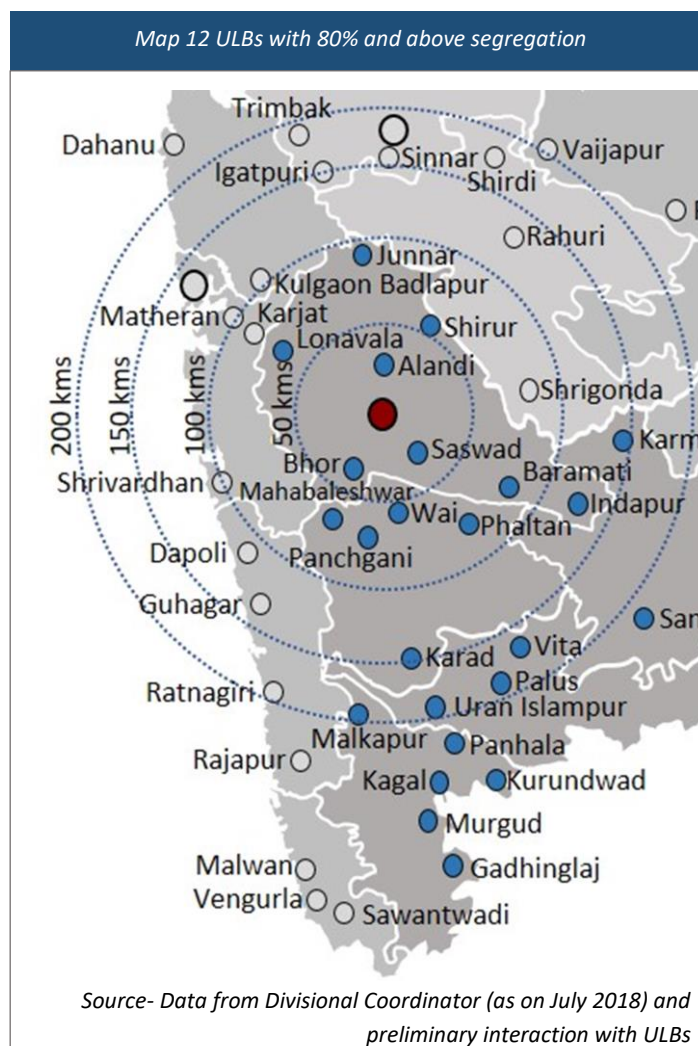 Map 12 ULBs with 80% and above segregation
Trimbak
Dahanu
Sinnar
Vaijapur
Igatpuri
Shirdi
Rahuri
Junnar
Kulgaon Badlapur
Matheran
Karjat
Shirur
Lonavala
Alandi
200 kms
150 kms
100 kms
50 kms
Shrigonda
Karm
Saswad
Bhor
Baramati
Shrivardhan
Mahabaleshwar
Indapur
Wai
Phaltan
Dapoli
Panchgani
Guhagar
San
Vita
Karad
Palus
Ratnagiri
Uran Islampur
Malkapur
Panhala
Rajapur
Kagal
Kurundwad
Murgud
Malwan
Gadhinglaj
Vengurla
Sawantwadi
Source- Data from Divisional Coordinator (as on July 2018) and
preliminary interaction with ULBs